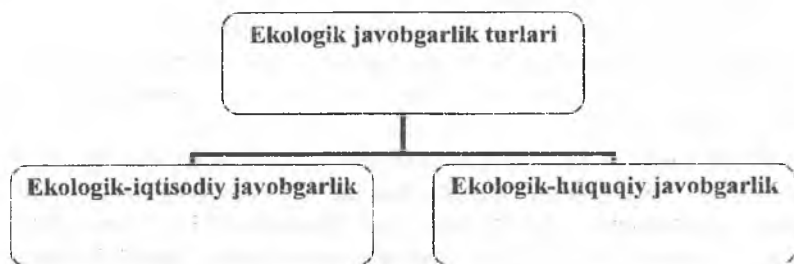 Ekologik javobgarlik turlari
Ekologik-iqtisodiy javobgarlik
Ekologik-huquqiy javobgarlik